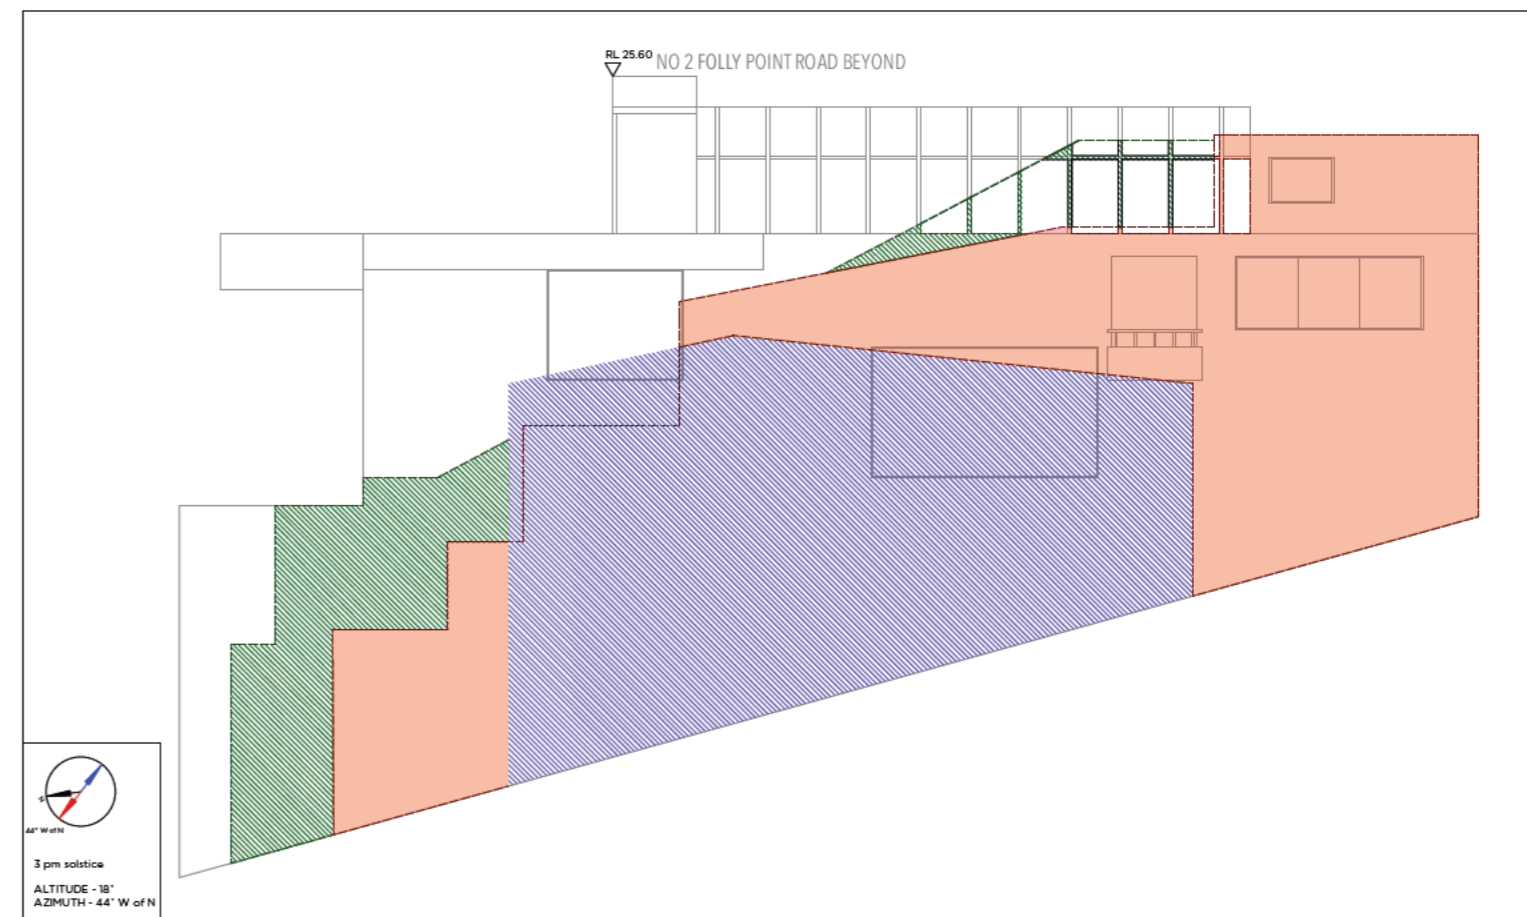 RL 25.60
NO 2 FOLLY POINT ROAD BEYOND
N
44° W of N
3 pm solstice
ALTITUDE - 18°
AZIMUTH - 44° W of N